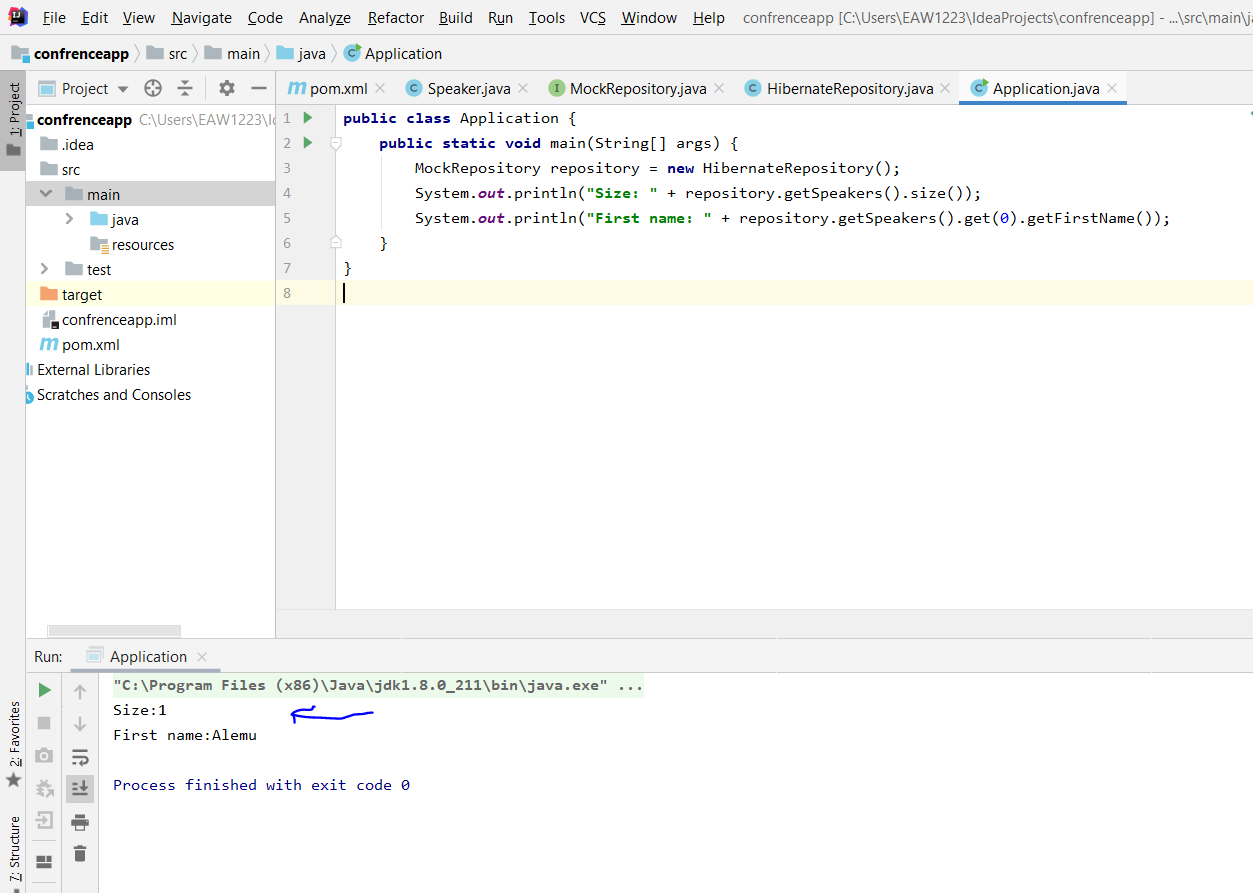 File Edit View Navigate Code Analyze Refactor Build Run Tools VCS Window Help confrenceapp [C:\Users\EAW1223\IdeaProjects\confrenceapp] - ...\src\main\ja
confrenceapp src main java Application
1: Project
Project
pom.xml Speaker.java MockRepository.java HibernateRepository.java Application.java
confrenceapp C:\Users\EAW1223\Id
.idea
src
main
java
resources
test
target
confrenceapp.iml
pom.xml
External Libraries
Scratches and Consoles
1 public class Application {
2 public static void main(String[] args) {
3 MockRepository repository = new HibernateRepository();
4 System.out.println("Size: " + repository.getSpeakers().size());
5 System.out.println("First name: " + repository.getSpeakers().get(0).getFirstName());
6 }
7 }
8
Run: Application
"C:\Program Files (x86)\Java\jdk1.8.0_211\bin\java.exe" ...
Size:1
First name:Alemu
Process finished with exit code 0
2: Favorites
7: Structure